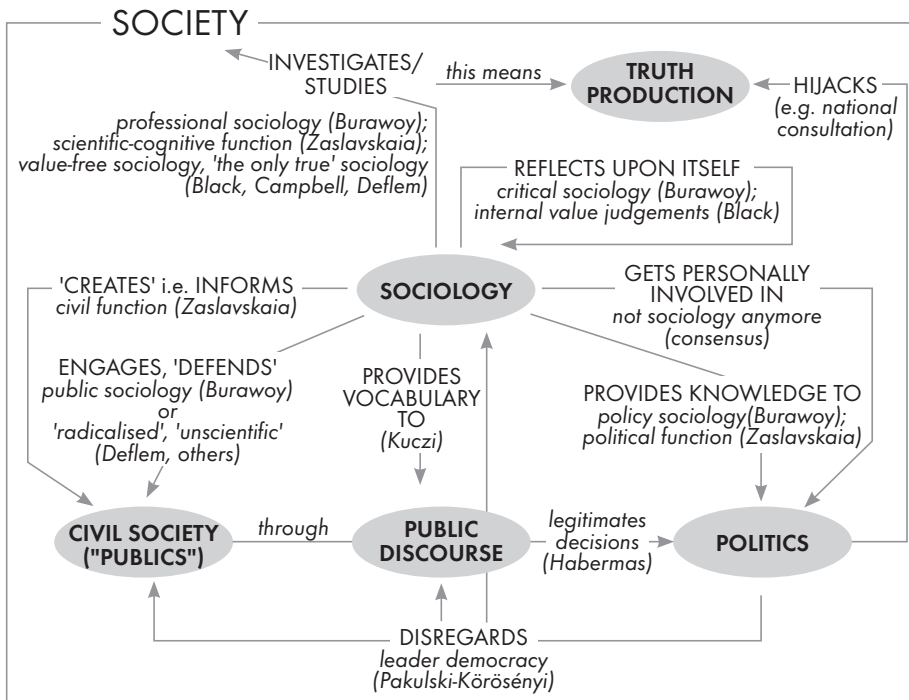 SOCIETY
INVESTIGATES/
STUDIES
this means
TRUTH
PRODUCTION
HIJACKS
(e.g. national
consultation)
professional sociology (Burawoy);
scientific-cognitive function (Zaslavskaia);
value-free sociology, 'the only true' sociology
(Black, Campbell, Deflem)
REFLECTS UPON ITSELF
critical sociology (Burawoy);
internal value judgements (Black)
'CREATES' i.e. INFORMS
civil function (Zaslavskaia)
SOCIOLOGY
GETS PERSONALLY
INVOLVED IN
not sociology anymore
(consensus)
ENGAGES, 'DEFENDS'
public sociology (Burawoy)
or
'radicalised', 'unscientific'
(Deflem, others)
PROVIDES
VOCABULARY
TO
(Kuczi)
PROVIDES KNOWLEDGE TO
policy sociology(Burawoy);
political function (Zaslavskaia)
CIVIL SOCIETY
("PUBLICS")
through
PUBLIC
DISCOURSE
legitimates
decisions
(Habermas)
POLITICS
DISREGARDS
leader democracy
(Pakulski-Körösényi)